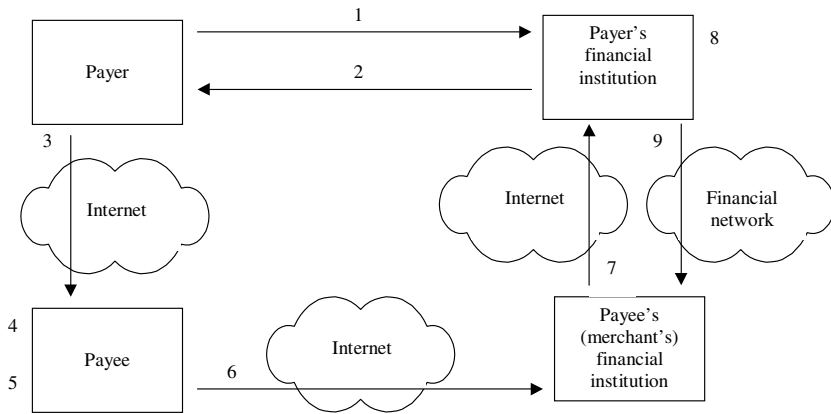 1
Payer
Payer's
financial
institution
8
2
3
9
Internet
Internet
Financial
network
7
4
Payee
5
6
Internet
Payee's
(merchant's)
financial
institution